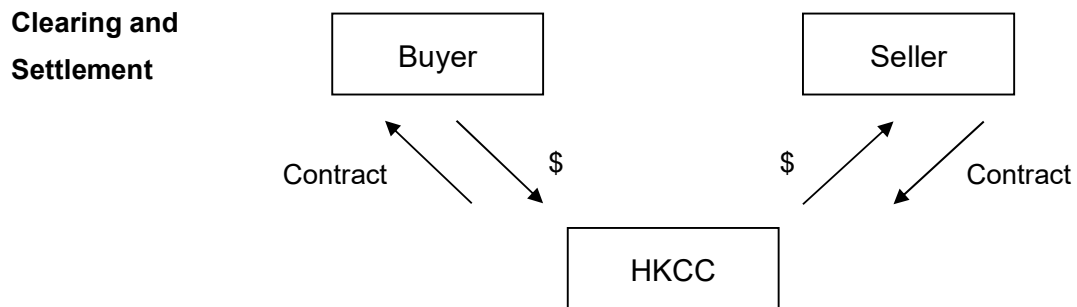 Clearing and
Settlement
Buyer
Seller
Contract
$
$
Contract
HKCC